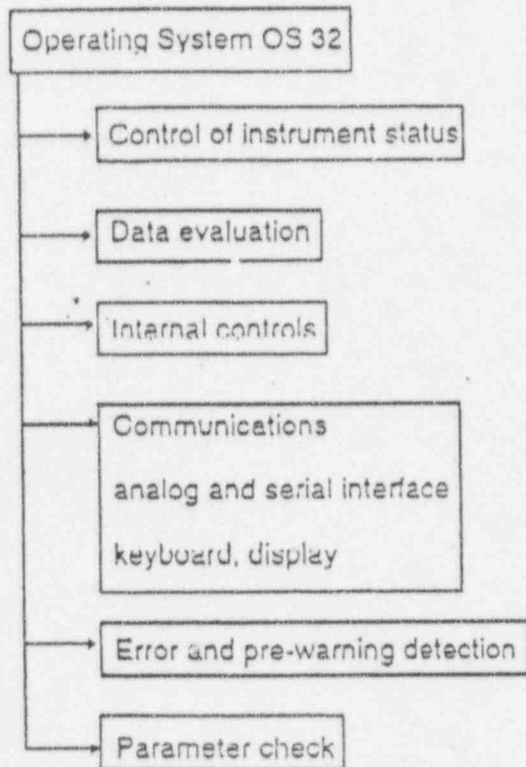 Operating System OS 32
Control of instrument status
Data evaluation
Internal controls
Communications
analog and serial interface
keyboard, display
Error and pre-warning detection
Parameter check